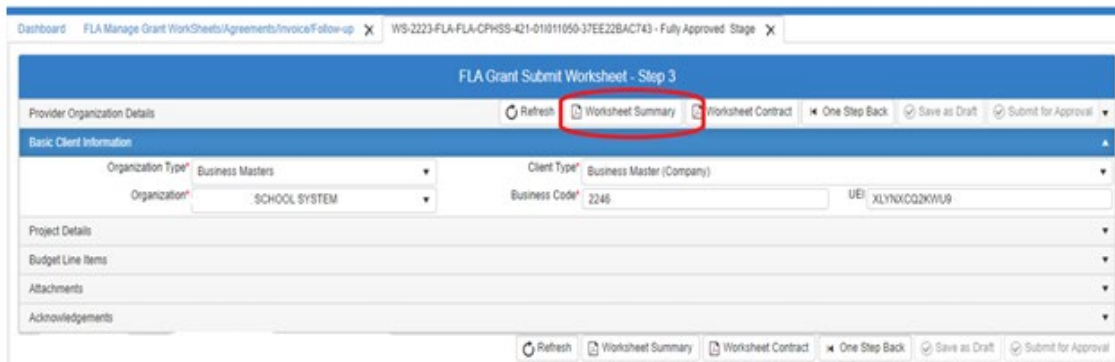 Dashboard FLA Manage Grant WorkSheets/Agreements/Invoice/Follow-up X WS-2223-FLA-FLA-CPHSS-421-01I011050-37EE22BAC743 - Fully Approved Stage X
FLA Grant Submit Worksheet - Step 3
Provider Organization Details Refresh Worksheet Summary Worksheet Contract One Step Back Save as Draft Submit for Approval
Basic Client Information
Organization Type* Business Masters Client Type* Business Master (Company)
Organization* SCHOOL SYSTEM Business Code* 2246 UEI XLYNXCQ2KWU9
Project Details
Budget Line Items
Attachments
Acknowledgements
Refresh Worksheet Summary Worksheet Contract One Step Back Save as Draft Submit for Approval